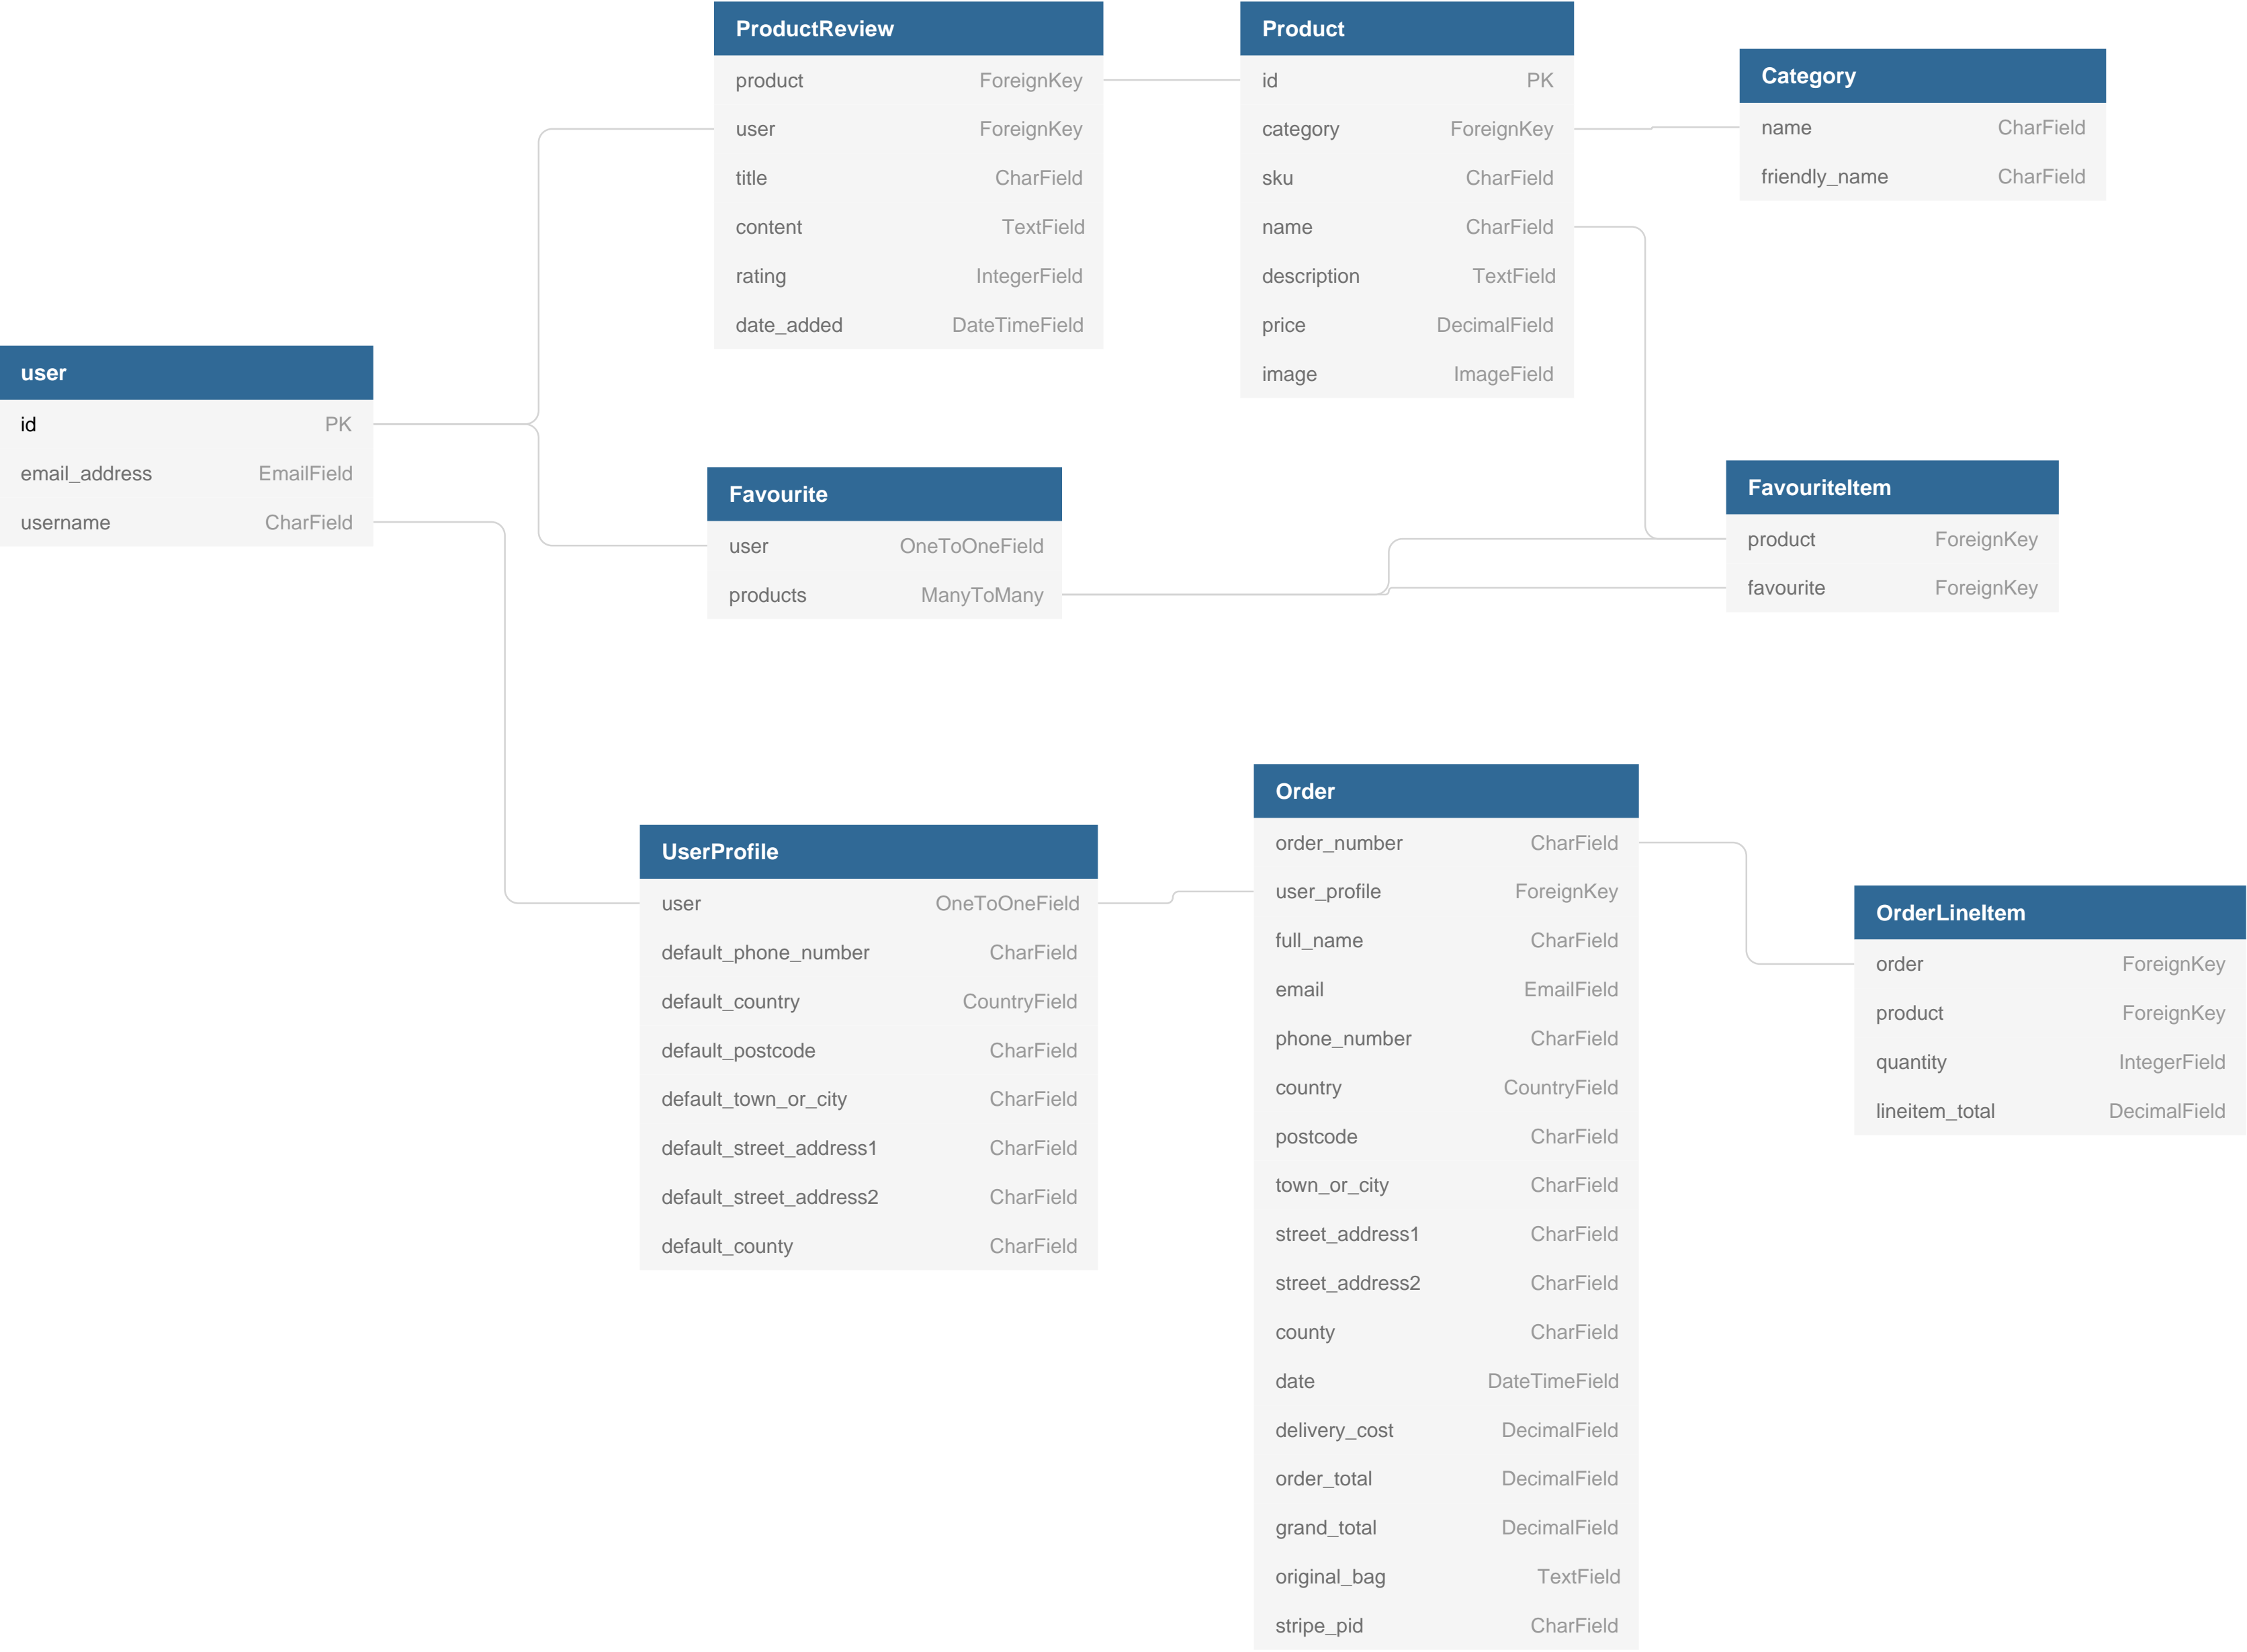 ProductReview
product ForeignKey
user ForeignKey
title CharField
content TextField
rating IntegerField
date_added DateTimeField
Product
id PK
category ForeignKey
sku CharField
name CharField
description TextField
price DecimalField
image ImageField
Category
name CharField
friendly_name CharField
user
id PK
email_address EmailField
username CharField
Favourite
user OneToOneField
products ManyToMany
FavouriteItem
product ForeignKey
favourite ForeignKey
UserProfile
user OneToOneField
default_phone_number CharField
default_country CountryField
default_postcode CharField
default_town_or_city CharField
default_street_address1 CharField
default_street_address2 CharField
default_county CharField
Order
order_number CharField
user_profile ForeignKey
full_name CharField
email EmailField
phone_number CharField
country CountryField
postcode CharField
town_or_city CharField
street_address1 CharField
street_address2 CharField
county CharField
date DateTimeField
delivery_cost DecimalField
order_total DecimalField
grand_total DecimalField
original_bag TextField
stripe_pid CharField
OrderLineItem
order ForeignKey
product ForeignKey
quantity IntegerField
lineitem_total DecimalField